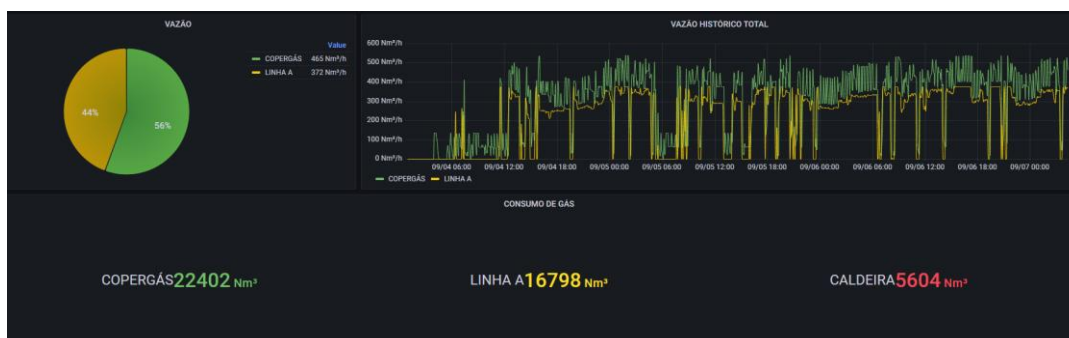 VAZÃO
Value
COPERGÁS 465 Nm³/h
LINHA A 372 Nm³/h
44%
56%
VAZÃO HISTÓRICO TOTAL
600 Nm³/h
500 Nm³/h
400 Nm³/h
300 Nm³/h
200 Nm³/h
100 Nm³/h
0 Nm³/h
09/04 06:00 09/04 12:00 09/04 18:00 09/05 00:00 09/05 06:00 09/05 12:00 09/05 18:00 09/06 00:00 09/06 06:00 09/06 12:00 09/06 18:00 09/07 00:00
COPERGÁS LINHA A
CONSUMO DE GÁS
COPERGÁS 22402 Nm³
LINHA A 16798 Nm³
CALDEIRA 5604 Nm³